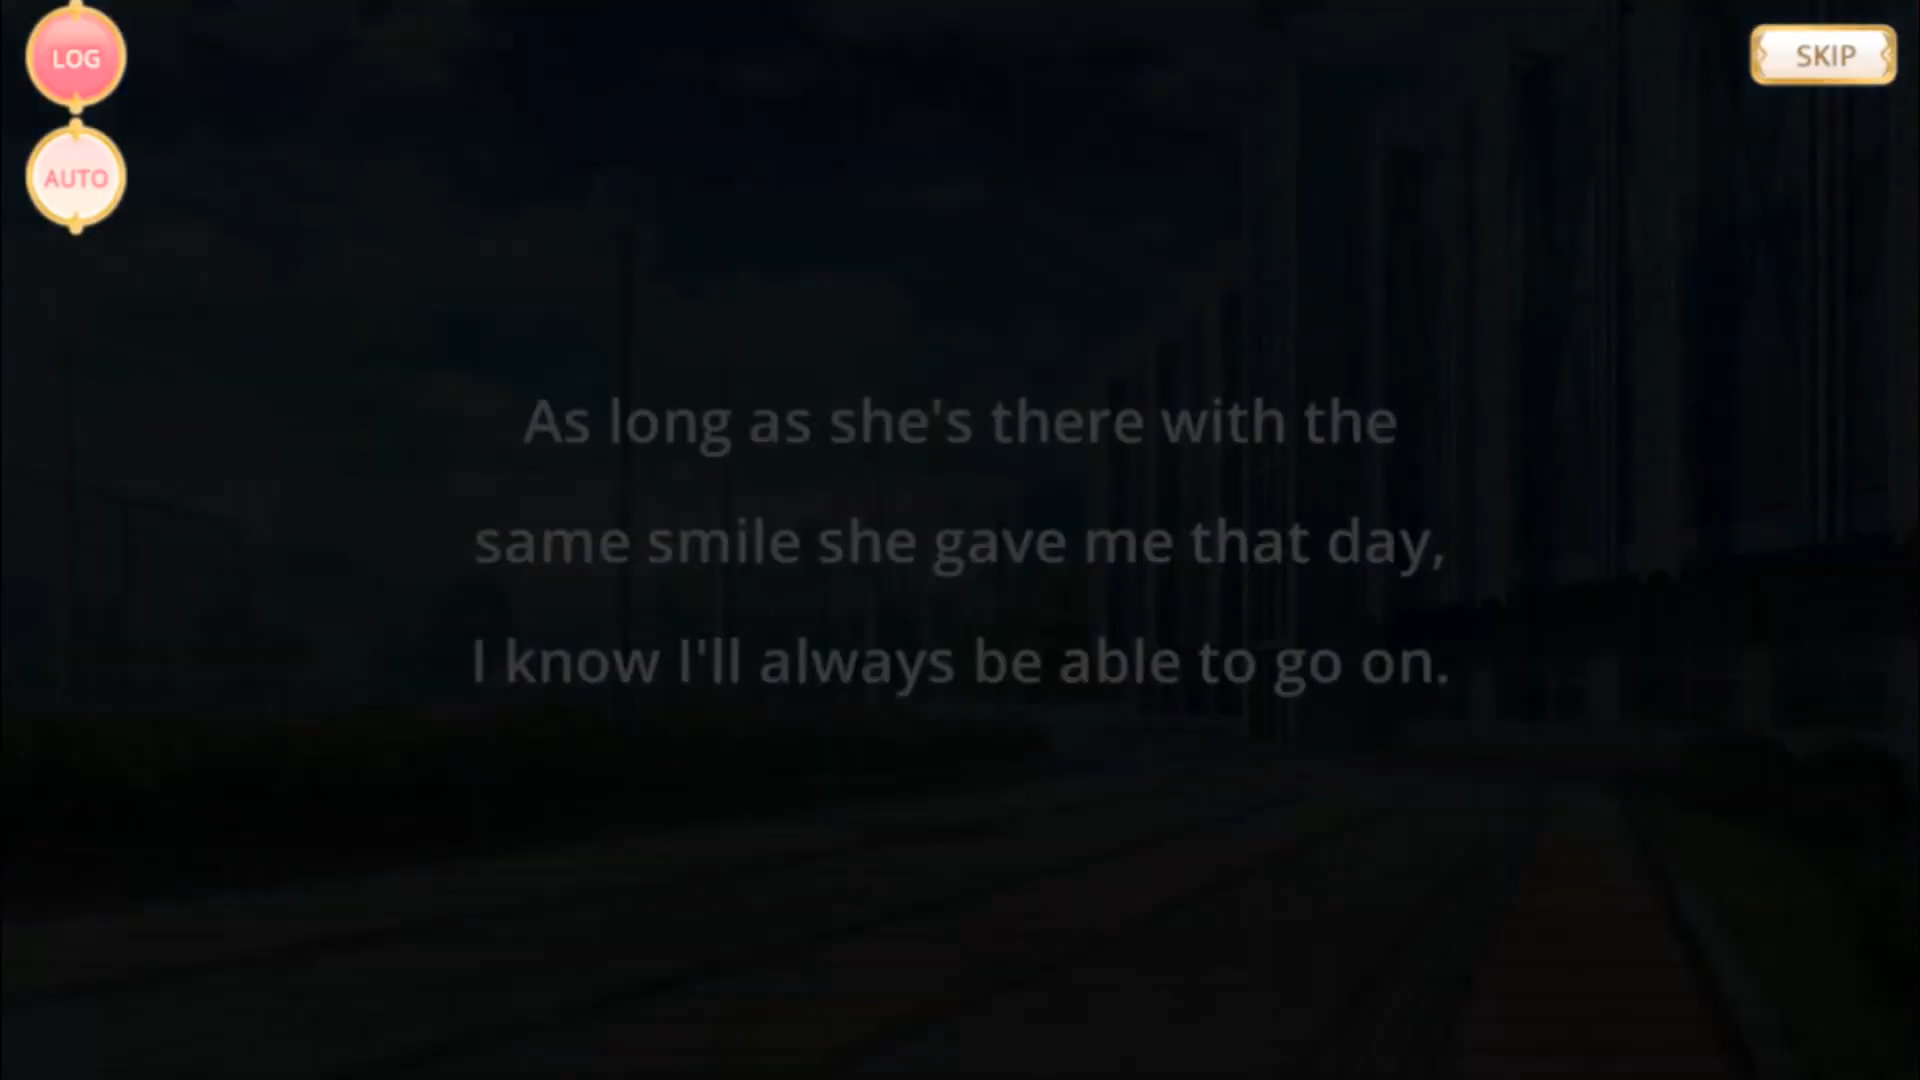 LOG
SKIP
AUTO
As long as she's there with the
same smile she gave me that day,
I know I'll always be able to go on.